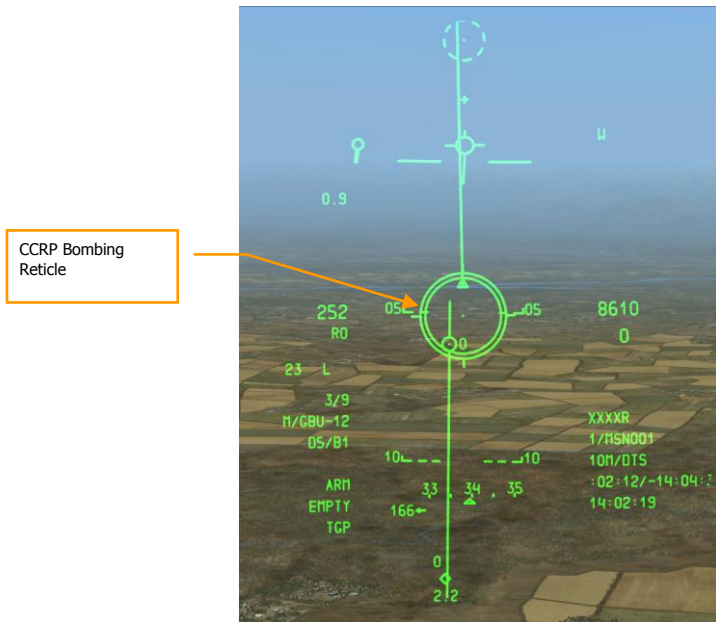 0.9
CCRP Bombing
Reticle
252
05
05
8610
RO
0
0
23 L
3/9
M/GBU-12
XXXXR
D5/B1
1/MSN001
10
10
10M/DTS
ARM
33 . 34 . 35
:02:12/-14:04:
EMPTY
166
14:02:19
TGP
0
2.2